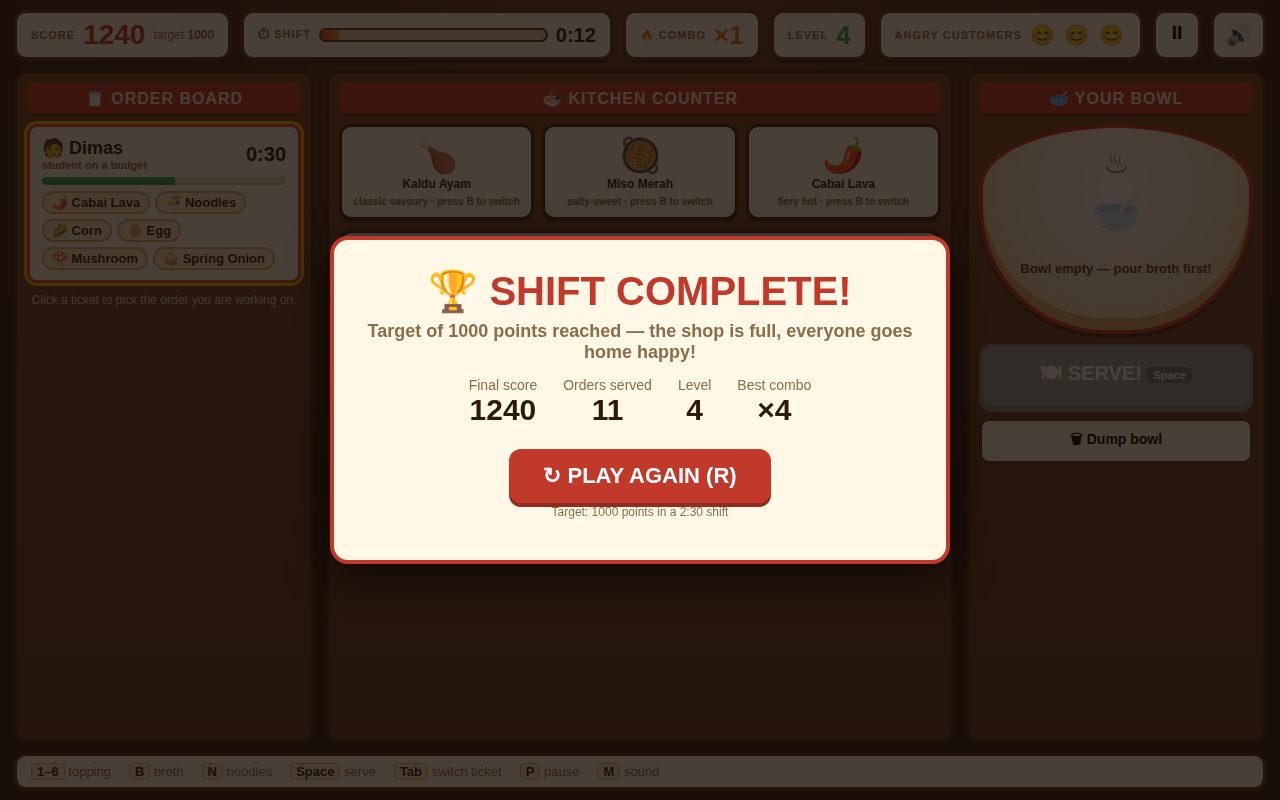 SCORE 1240 target 1000
SHIFT 0:12
COMBO ×1
LEVEL 4
ANGRY CUSTOMERS
ORDER BOARD
Dimas
student on a budget
0:30
Cabai Lava
Noodles
Corn
Egg
Mushroom
Spring Onion
Click a ticket to pick the order you are working on.
KITCHEN COUNTER
Kaldu Ayam
classic savoury · press B to switch
Miso Merah
salty-sweet · press B to switch
Cabai Lava
fiery hot · press B to switch
YOUR BOWL
Bowl empty — pour broth first!
SERVE! Space
Dump bowl
SHIFT COMPLETE!
Target of 1000 points reached — the shop is full, everyone goes
home happy!
Final score Orders served Level Best combo
1240 11 4 ×4
↻ PLAY AGAIN (R)
Target: 1000 points in a 2:30 shift
1–6 topping B broth N noodles Space serve Tab switch ticket P pause M sound